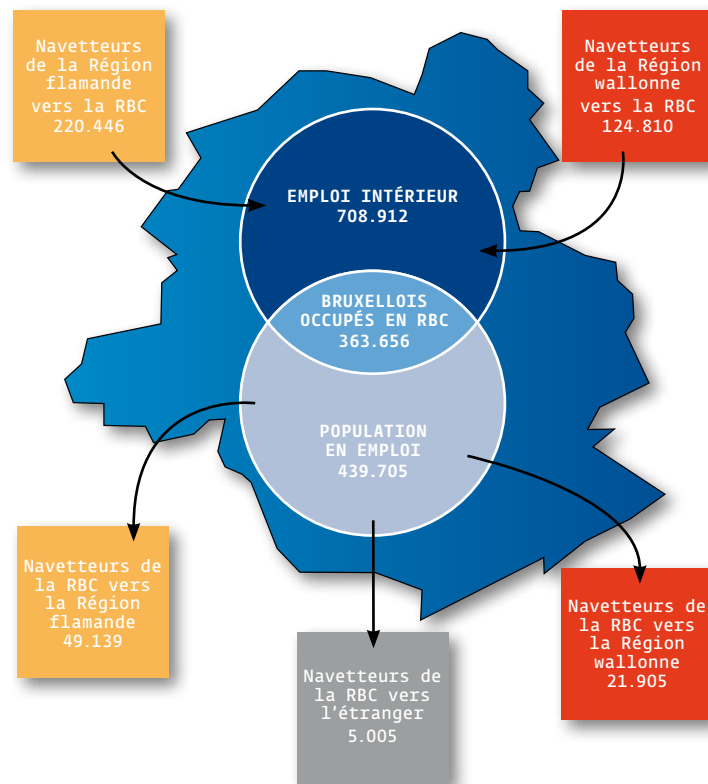 Navetteurs
de la Région
flamande
vers la RBC
220.446
Navetteurs
de la Région
wallonne
vers la RBC
124.810
EMPLOI INTÉRIEUR
708.912
BRUXELLOIS
OCCUPÉS EN RBC
363.656
POPULATION
EN EMPLOI
439.705
Navetteurs de
la RBC vers
la Région
flamande
49.139
Navetteurs de
la RBC vers
l'étranger
5.005
Navetteurs de
la RBC vers
la Région
wallonne
21.905